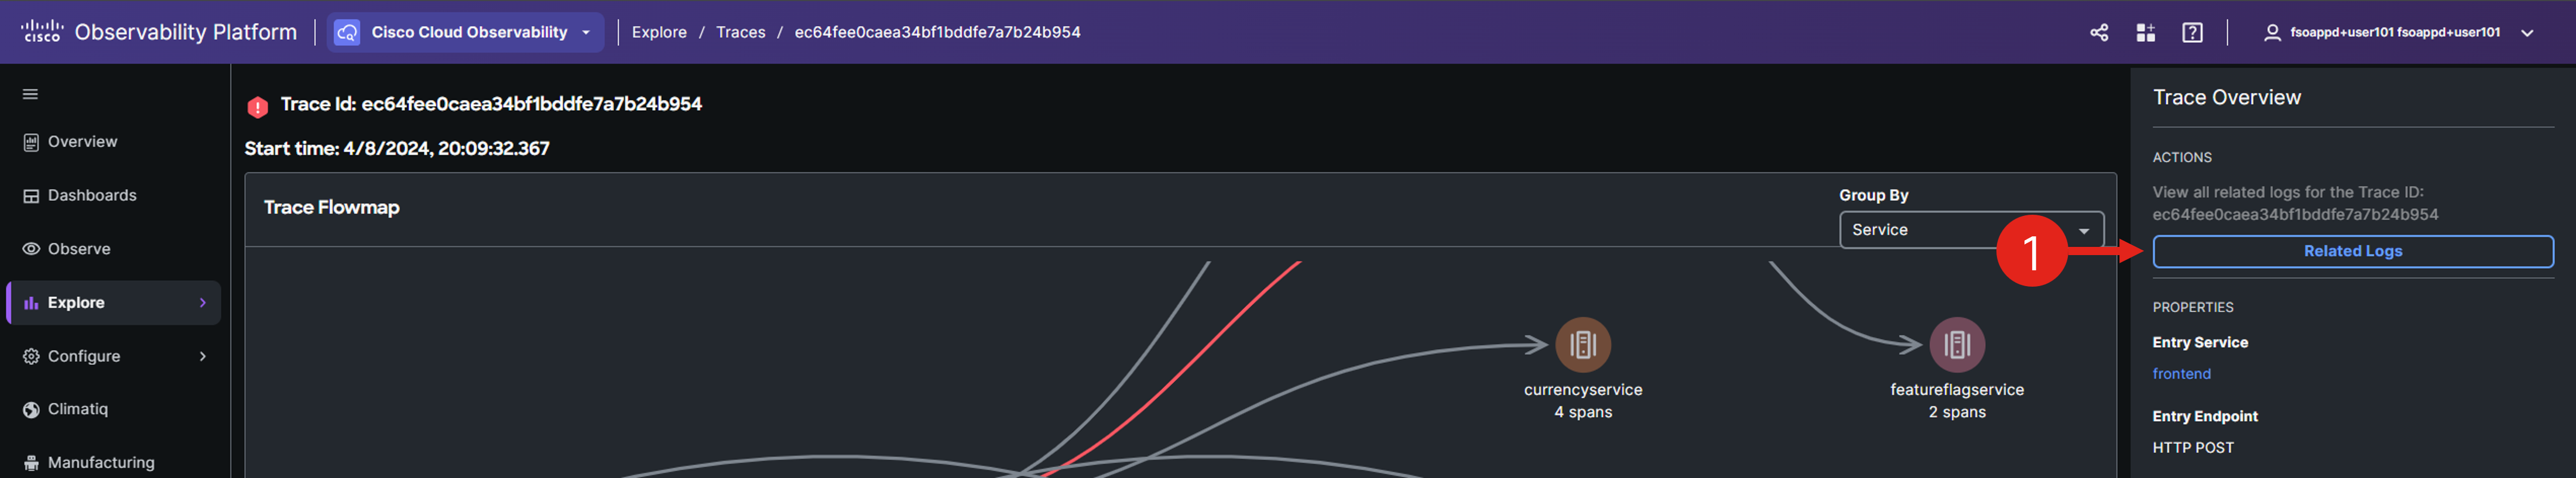 cisco Observability Platform
Cisco Cloud Observability
Explore / Traces / ec64fee0caea34bf1bddfe7a7b24b954
?
fsoappd+user101 fsoappd+user101
Overview
Dashboards
Observe
Explore
Configure
Climatiq
Manufacturing
! Trace Id: ec64fee0caea34bf1bddfe7a7b24b954
Start time: 4/8/2024, 20:09:32.367
Trace Flowmap
Group By
Service
currencyservice
4 spans
featureflagservice
2 spans
1
Trace Overview
ACTIONS
View all related logs for the Trace ID:
ec64fee0caea34bf1bddfe7a7b24b954
Related Logs
PROPERTIES
Entry Service
frontend
Entry Endpoint
HTTP POST